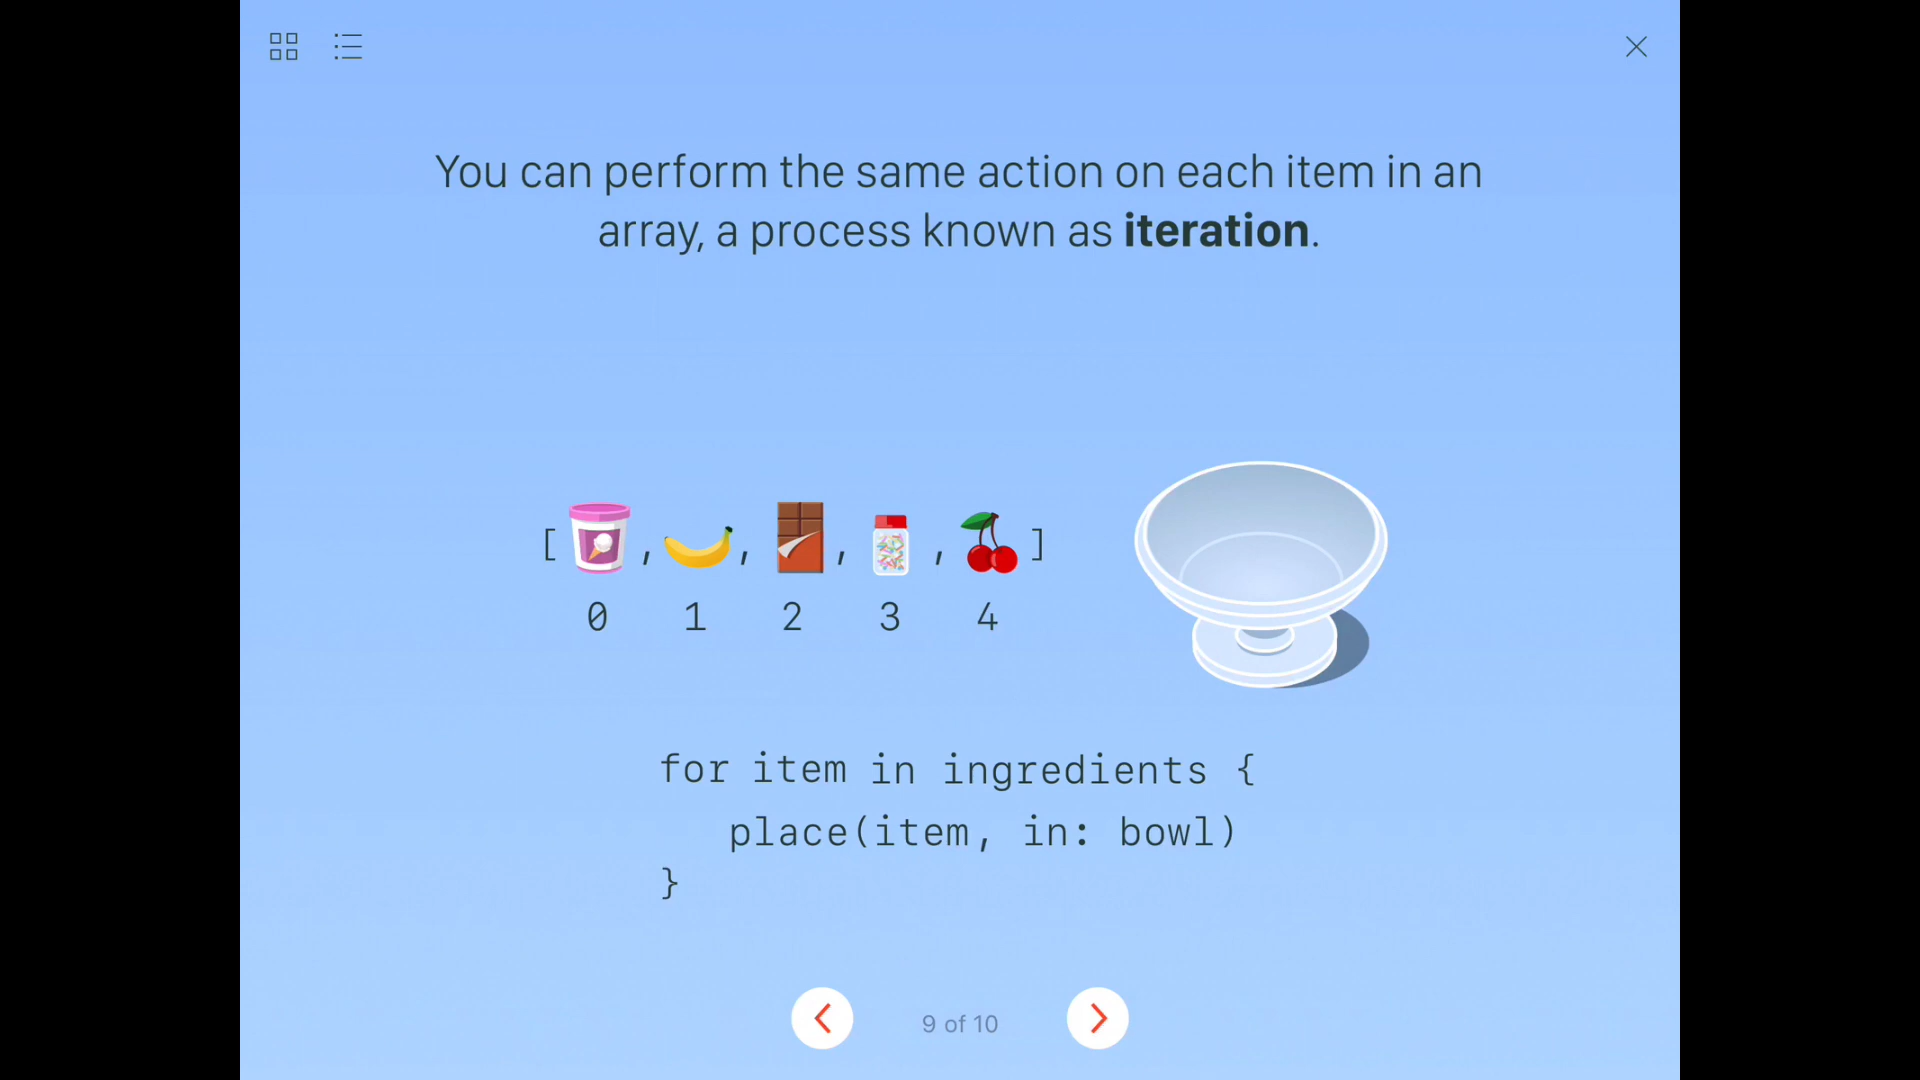 You can perform the same action on each item in an
array, a process known as iteration.
[ , , , , ]
0 1 2 3 4
for item in ingredients {
place(item, in: bowl)
}
9 of 10